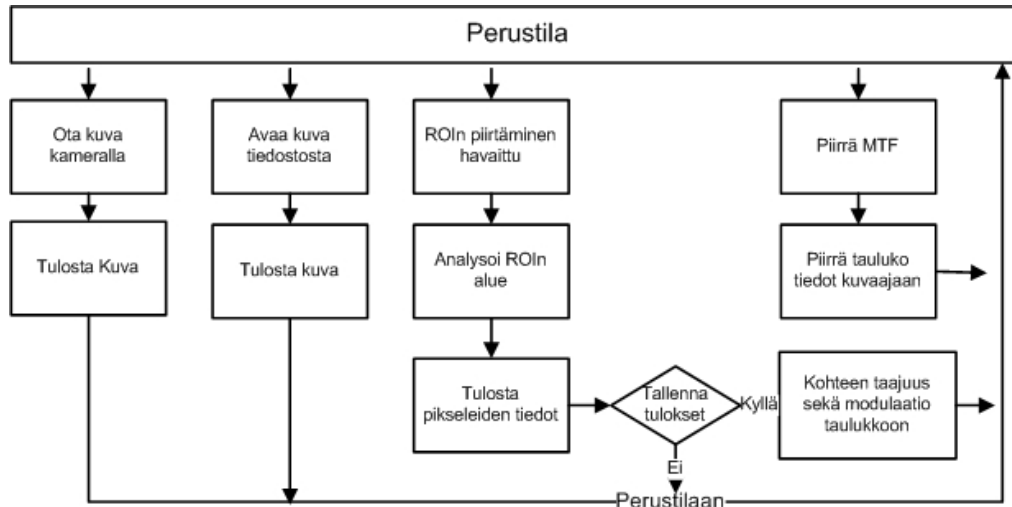 Perustila
Ota kuva
kameralla
Avaa kuva
tiedostosta
ROIn piirtäminen
havaittu
Piirrä MTF
Tulosta Kuva
Tulosta kuva
Analysoi ROIn
alue
Piirrä tauluko
tiedot kuvaajaan
Tulosta
pikseleiden tiedot
Tallenna
tulokset
Kyllä
Kohteen taajuus
sekä modulaatio
taulukkoon
Ei
Perustilaan